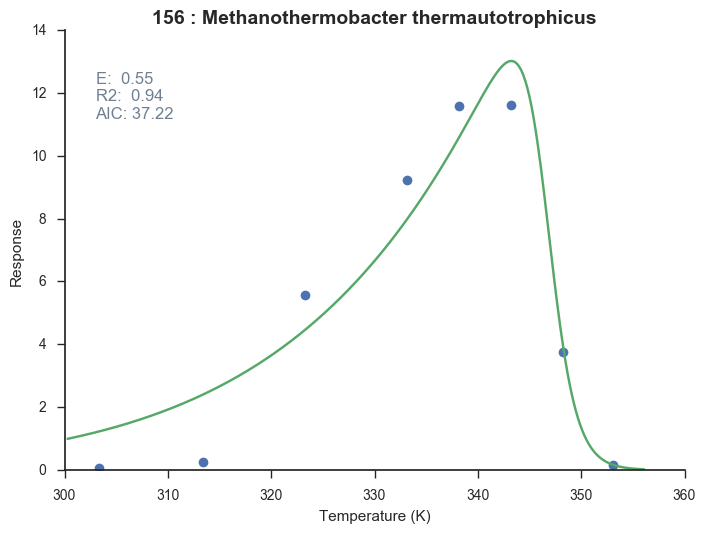 156 : Methanothermobacter thermautotrophicus
14
12
10
8
6
4
2
0
E: 0.55
R2: 0.94
AIC: 37.22
Response
300
310
320
330
340
350
360
Temperature (K)